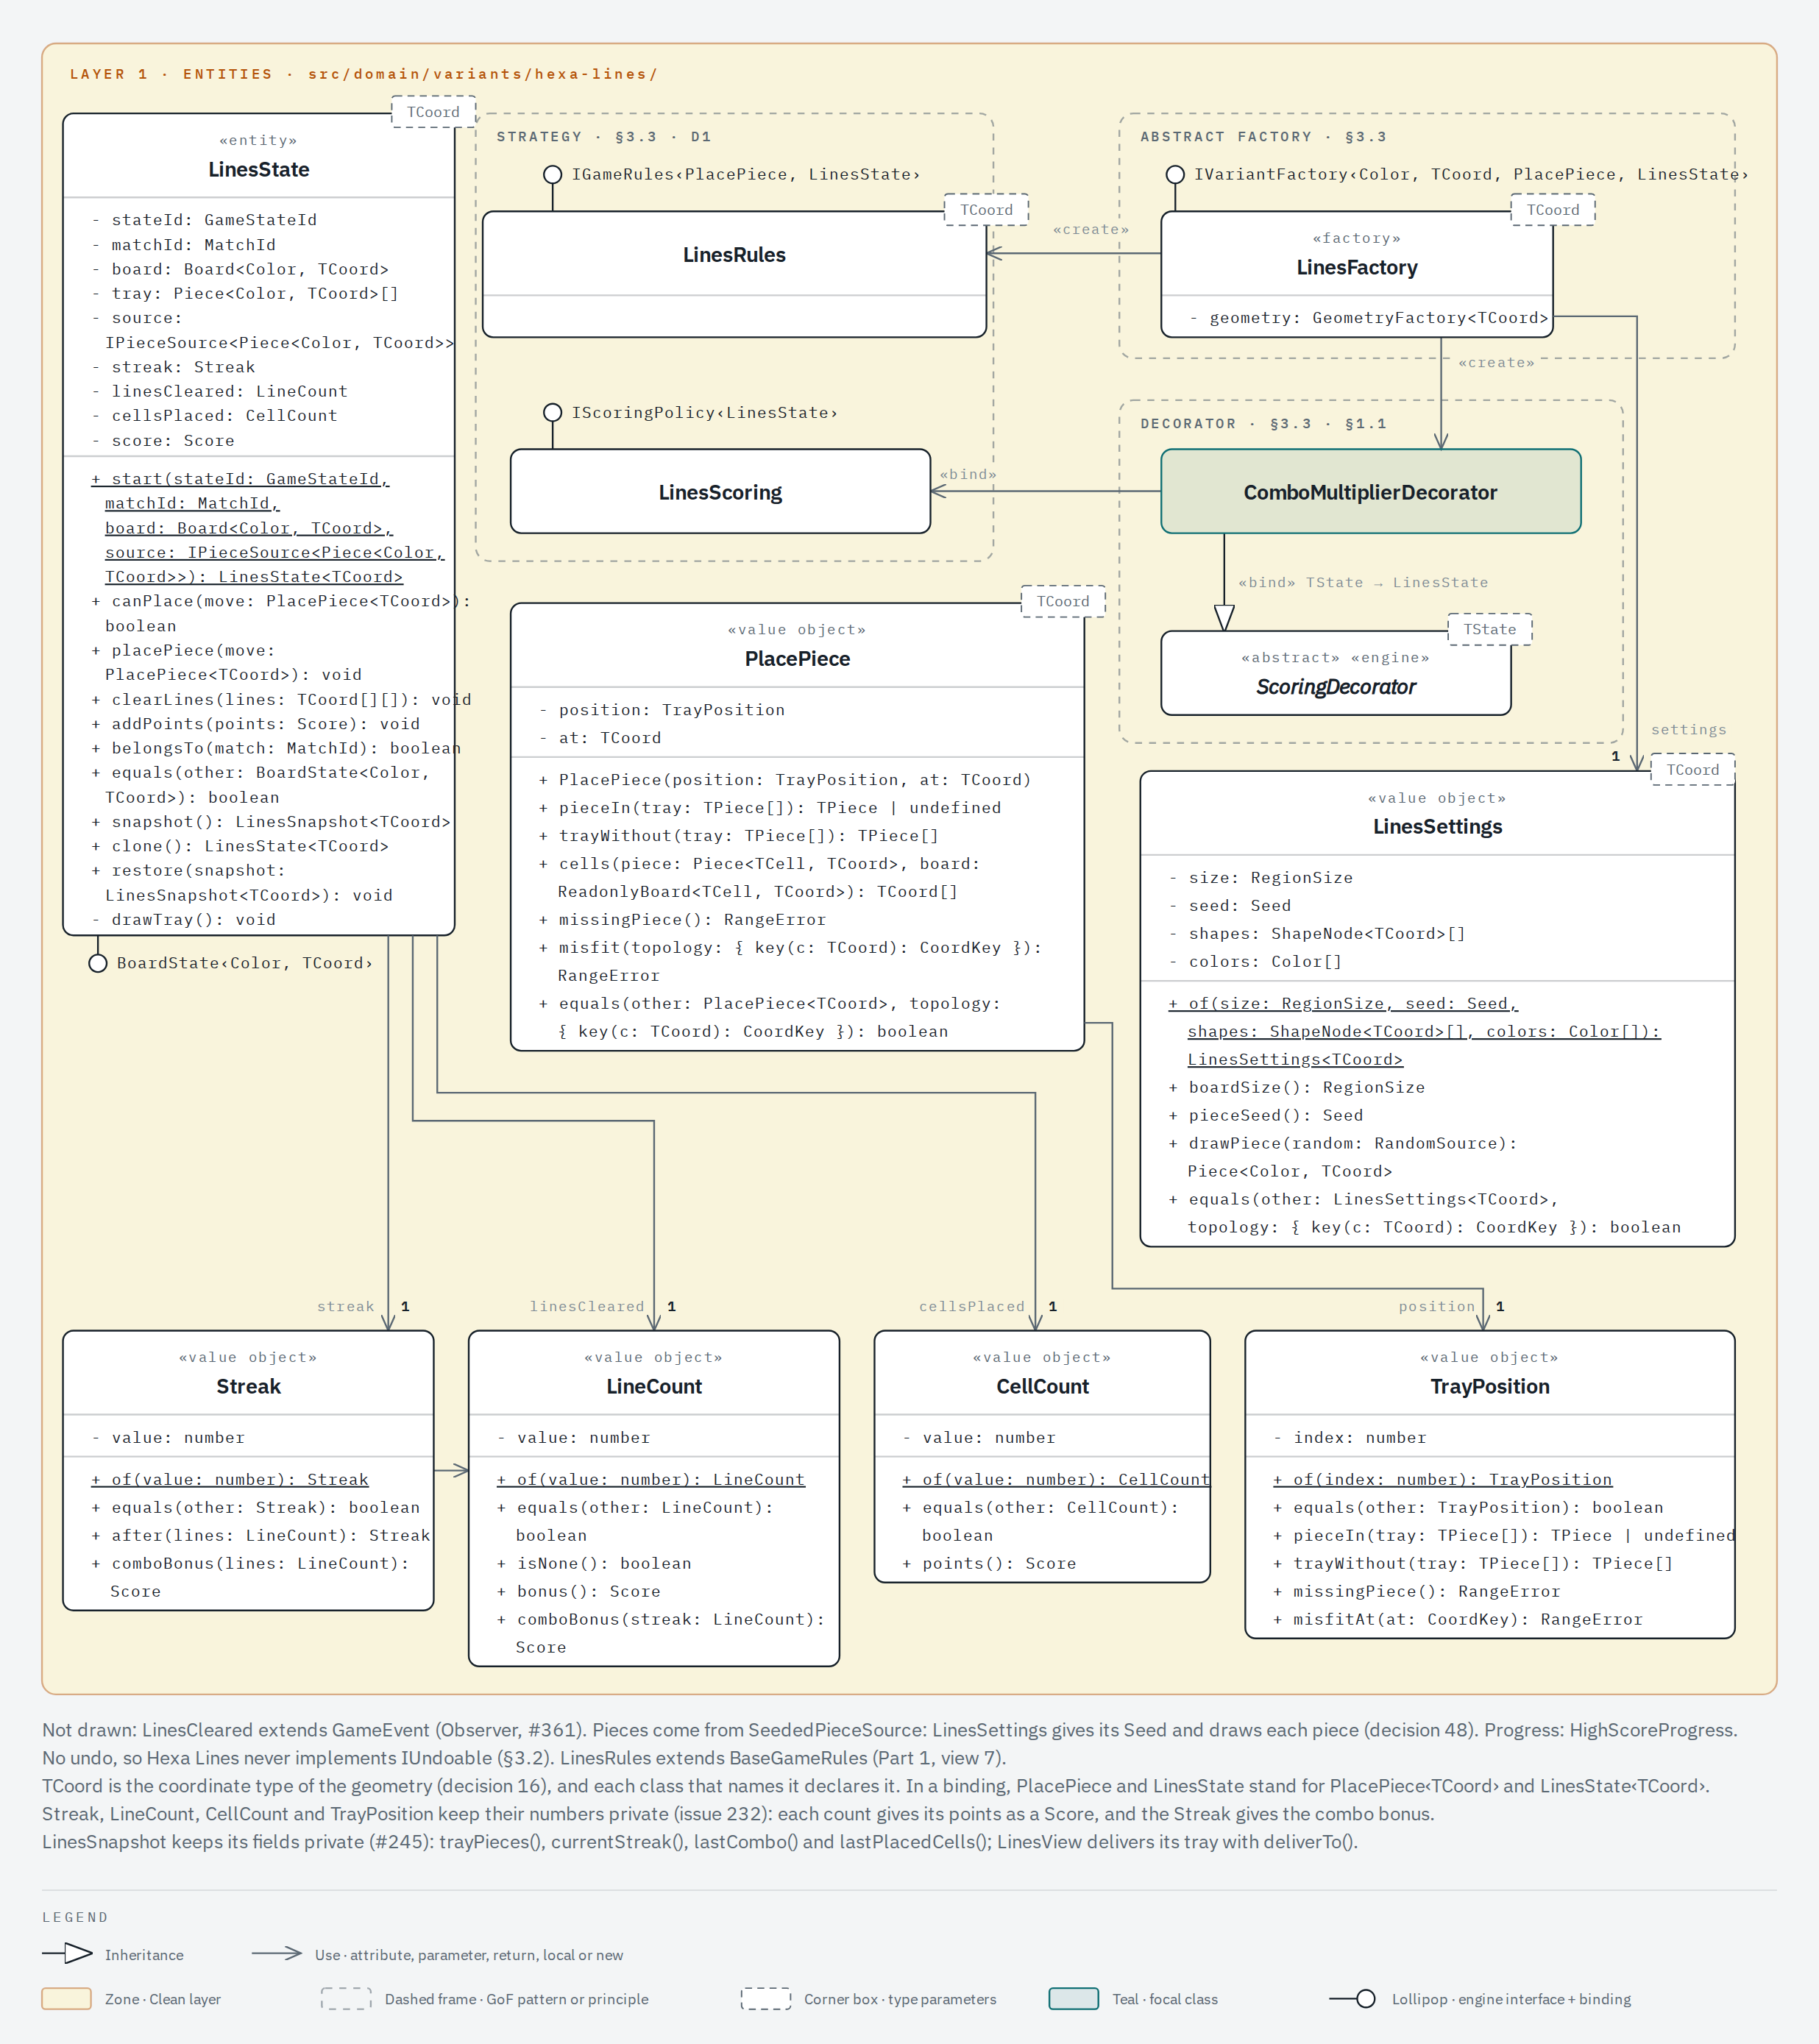 LAYER 1 · ENTITIES · src/domain/variants/hexa-lines/
TCoord
«entity»
LinesState
- stateId: GameStateId
- matchId: MatchId
- board: Board<Color, TCoord>
- tray: Piece<Color, TCoord>[]
- source:
IPieceSource<Piece<Color, TCoord>>
- streak: Streak
- linesCleared: LineCount
- cellsPlaced: CellCount
- score: Score
+ start(stateId: GameStateId,
matchId: MatchId,
board: Board<Color, TCoord>,
source: IPieceSource<Piece<Color,
TCoord>>): LinesState<TCoord>
+ canPlace(move: PlacePiece<TCoord>):
boolean
+ placePiece(move:
PlacePiece<TCoord>): void
+ clearLines(lines: TCoord[][]): void
+ addPoints(points: Score): void
+ belongsTo(match: MatchId): boolean
+ equals(other: BoardState<Color,
TCoord>): boolean
+ snapshot(): LinesSnapshot<TCoord>
+ clone(): LinesState<TCoord>
+ restore(snapshot:
LinesSnapshot<TCoord>): void
- drawTray(): void
BoardState‹Color, TCoord›
STRATEGY · §3.3 · D1
IGameRules‹PlacePiece, LinesState›
TCoord
LinesRules
IScoringPolicy‹LinesState›
LinesScoring
«create»
«bind»
ABSTRACT FACTORY · §3.3
IVariantFactory‹Color, TCoord, PlacePiece, LinesState›
TCoord
«factory»
LinesFactory
- geometry: GeometryFactory<TCoord>
«create»
DECORATOR · §3.3 · §1.1
ComboMultiplierDecorator
«bind» TState → LinesState
TState
«abstract» «engine»
ScoringDecorator
TCoord
«value object»
PlacePiece
- position: TrayPosition
- at: TCoord
+ PlacePiece(position: TrayPosition, at: TCoord)
+ pieceIn(tray: TPiece[]): TPiece | undefined
+ trayWithout(tray: TPiece[]): TPiece[]
+ cells(piece: Piece<TCell, TCoord>, board:
ReadonlyBoard<TCell, TCoord>): TCoord[]
+ missingPiece(): RangeError
+ misfit(topology: { key(c: TCoord): CoordKey }):
RangeError
+ equals(other: PlacePiece<TCoord>, topology:
{ key(c: TCoord): CoordKey }): boolean
settings
1
TCoord
«value object»
LinesSettings
- size: RegionSize
- seed: Seed
- shapes: ShapeNode<TCoord>[]
- colors: Color[]
+ of(size: RegionSize, seed: Seed,
shapes: ShapeNode<TCoord>[], colors: Color[]):
LinesSettings<TCoord>
+ boardSize(): RegionSize
+ pieceSeed(): Seed
+ drawPiece(random: RandomSource):
Piece<Color, TCoord>
+ equals(other: LinesSettings<TCoord>,
topology: { key(c: TCoord): CoordKey }): boolean
streak 1
«value object»
Streak
- value: number
+ of(value: number): Streak
+ equals(other: Streak): boolean
+ after(lines: LineCount): Streak
+ comboBonus(lines: LineCount):
Score
linesCleared 1
«value object»
LineCount
- value: number
+ of(value: number): LineCount
+ equals(other: LineCount):
boolean
+ isNone(): boolean
+ bonus(): Score
+ comboBonus(streak: LineCount):
Score
cellsPlaced 1
«value object»
CellCount
- value: number
+ of(value: number): CellCount
+ equals(other: CellCount):
boolean
+ points(): Score
position 1
«value object»
TrayPosition
- index: number
+ of(index: number): TrayPosition
+ equals(other: TrayPosition): boolean
+ pieceIn(tray: TPiece[]): TPiece | undefined
+ trayWithout(tray: TPiece[]): TPiece[]
+ missingPiece(): RangeError
+ misfitAt(at: CoordKey): RangeError
Not drawn: LinesCleared extends GameEvent (Observer, #361). Pieces come from SeededPieceSource: LinesSettings gives its Seed and draws each piece (decision 48). Progress: HighScoreProgress.
No undo, so Hexa Lines never implements IUndoable (§3.2). LinesRules extends BaseGameRules (Part 1, view 7).
TCoord is the coordinate type of the geometry (decision 16), and each class that names it declares it. In a binding, PlacePiece and LinesState stand for PlacePiece‹TCoord› and LinesState‹TCoord›.
Streak, LineCount, CellCount and TrayPosition keep their numbers private (issue 232): each count gives its points as a Score, and the Streak gives the combo bonus.
LinesSnapshot keeps its fields private (#245): trayPieces(), currentStreak(), lastCombo() and lastPlacedCells(); LinesView delivers its tray with deliverTo().
LEGEND
Inheritance
Use · attribute, parameter, return, local or new
Zone · Clean layer
Dashed frame · GoF pattern or principle
Corner box · type parameters
Teal · focal class
Lollipop · engine interface + binding